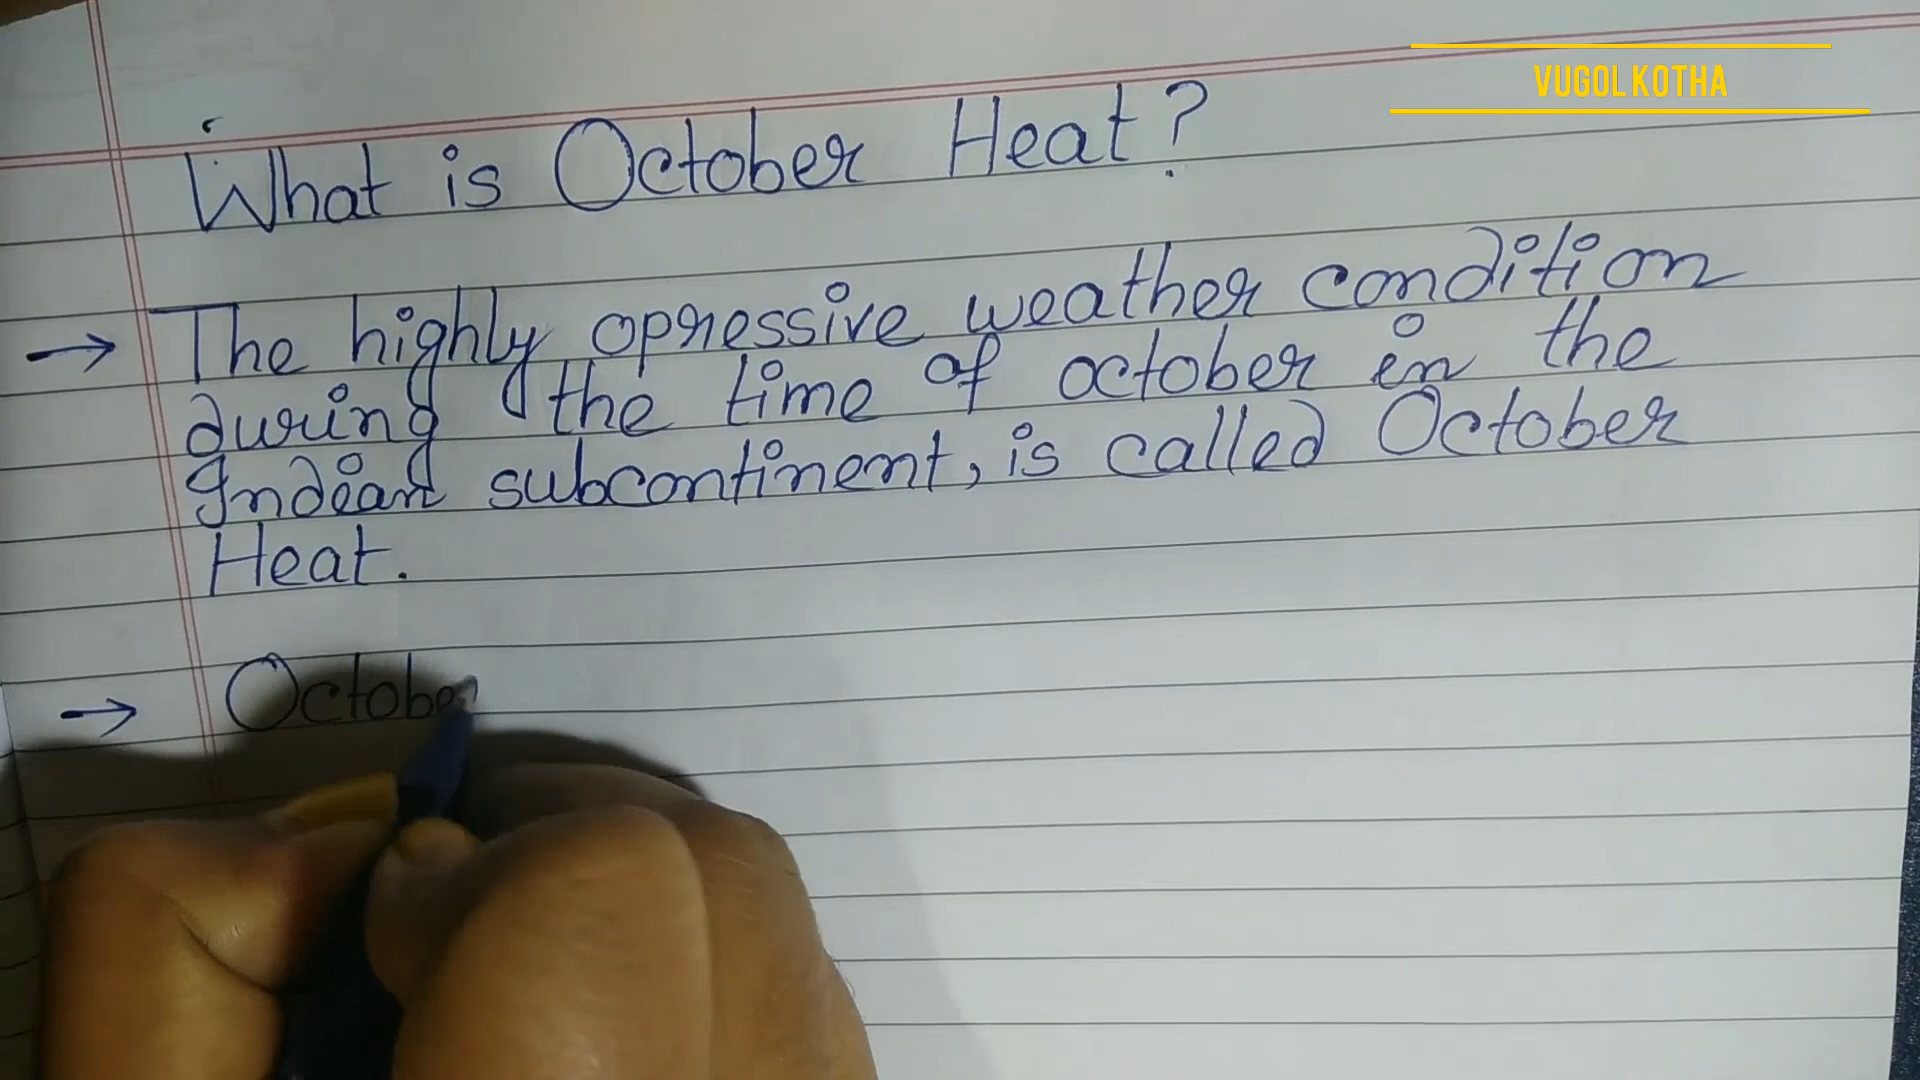 VUGOL KOTHA
What is October Heat?
→ The highly opressive weather condition
during the time of october in the
Indian subcontinent, is called October
Heat.
→ October